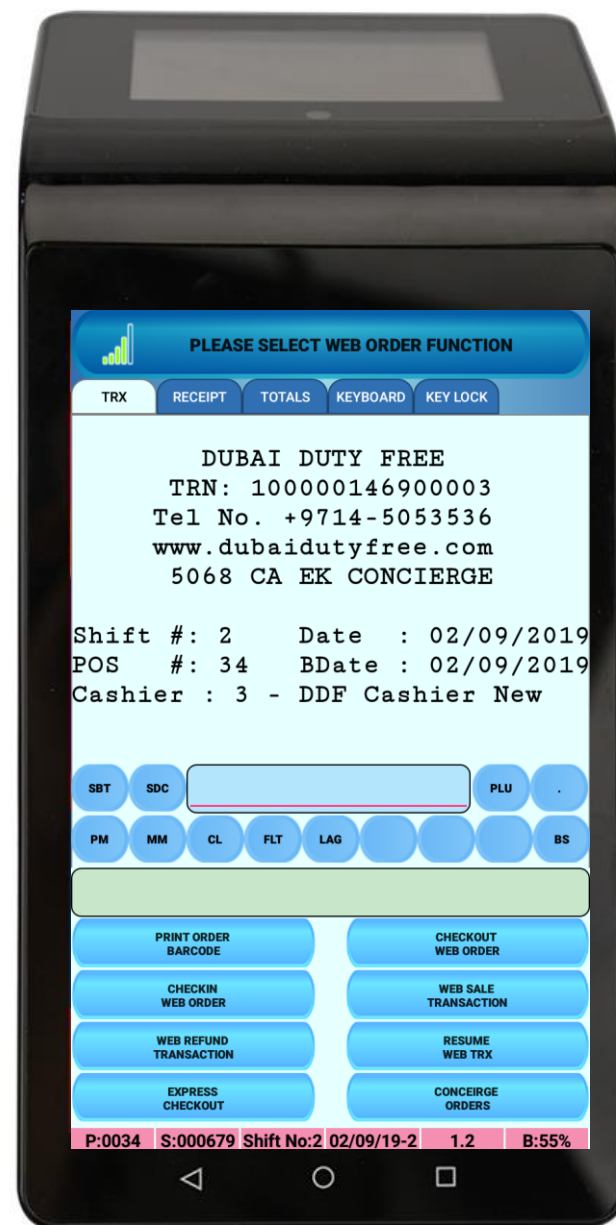 PLEASE SELECT WEB ORDER FUNCTION
TRX RECEIPT TOTALS KEYBOARD KEY LOCK
DUBAI DUTY FREE
TRN: 100000146900003
Tel No. +9714-5053536
www.dubaidutyfree.com
5068 CA EK CONCIERGE
Shift #: 2 Date : 02/09/2019
POS #: 34 BDate : 02/09/2019
Cashier : 3 - DDF Cashier New
SBT SDC PLU .
PM MM CL FLT LAG BS
PRINT ORDER
BARCODE
CHECKOUT
WEB ORDER
CHECKIN
WEB ORDER
WEB SALE
TRANSACTION
WEB REFUND
TRANSACTION
RESUME
WEB TRX
EXPRESS
CHECKOUT
CONCEIRGE
ORDERS
P:0034 S:000679 Shift No:2 02/09/19-2 1.2 B:55%